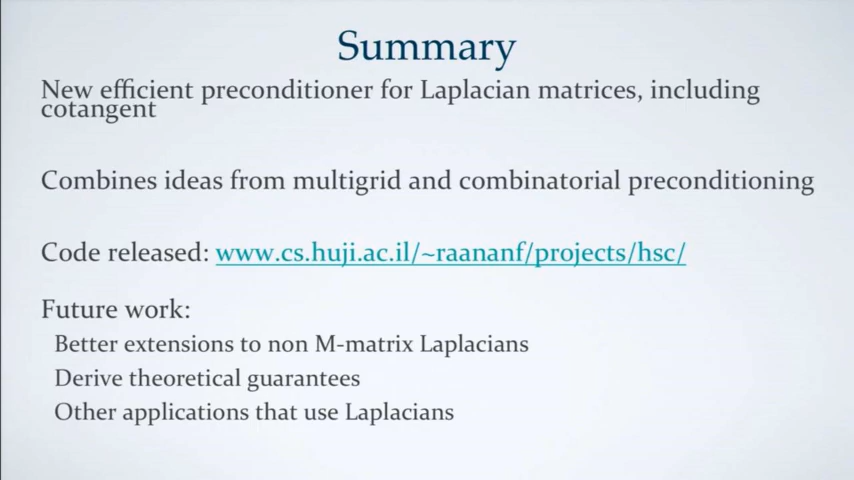 Summary
New efficient preconditioner for Laplacian matrices, including
cotangent
Combines ideas from multigrid and combinatorial preconditioning
Code released: www.cs.huji.ac.il/~raananf/projects/hsc/
Future work:
Better extensions to non M-matrix Laplacians
Derive theoretical guarantees
Other applications that use Laplacians